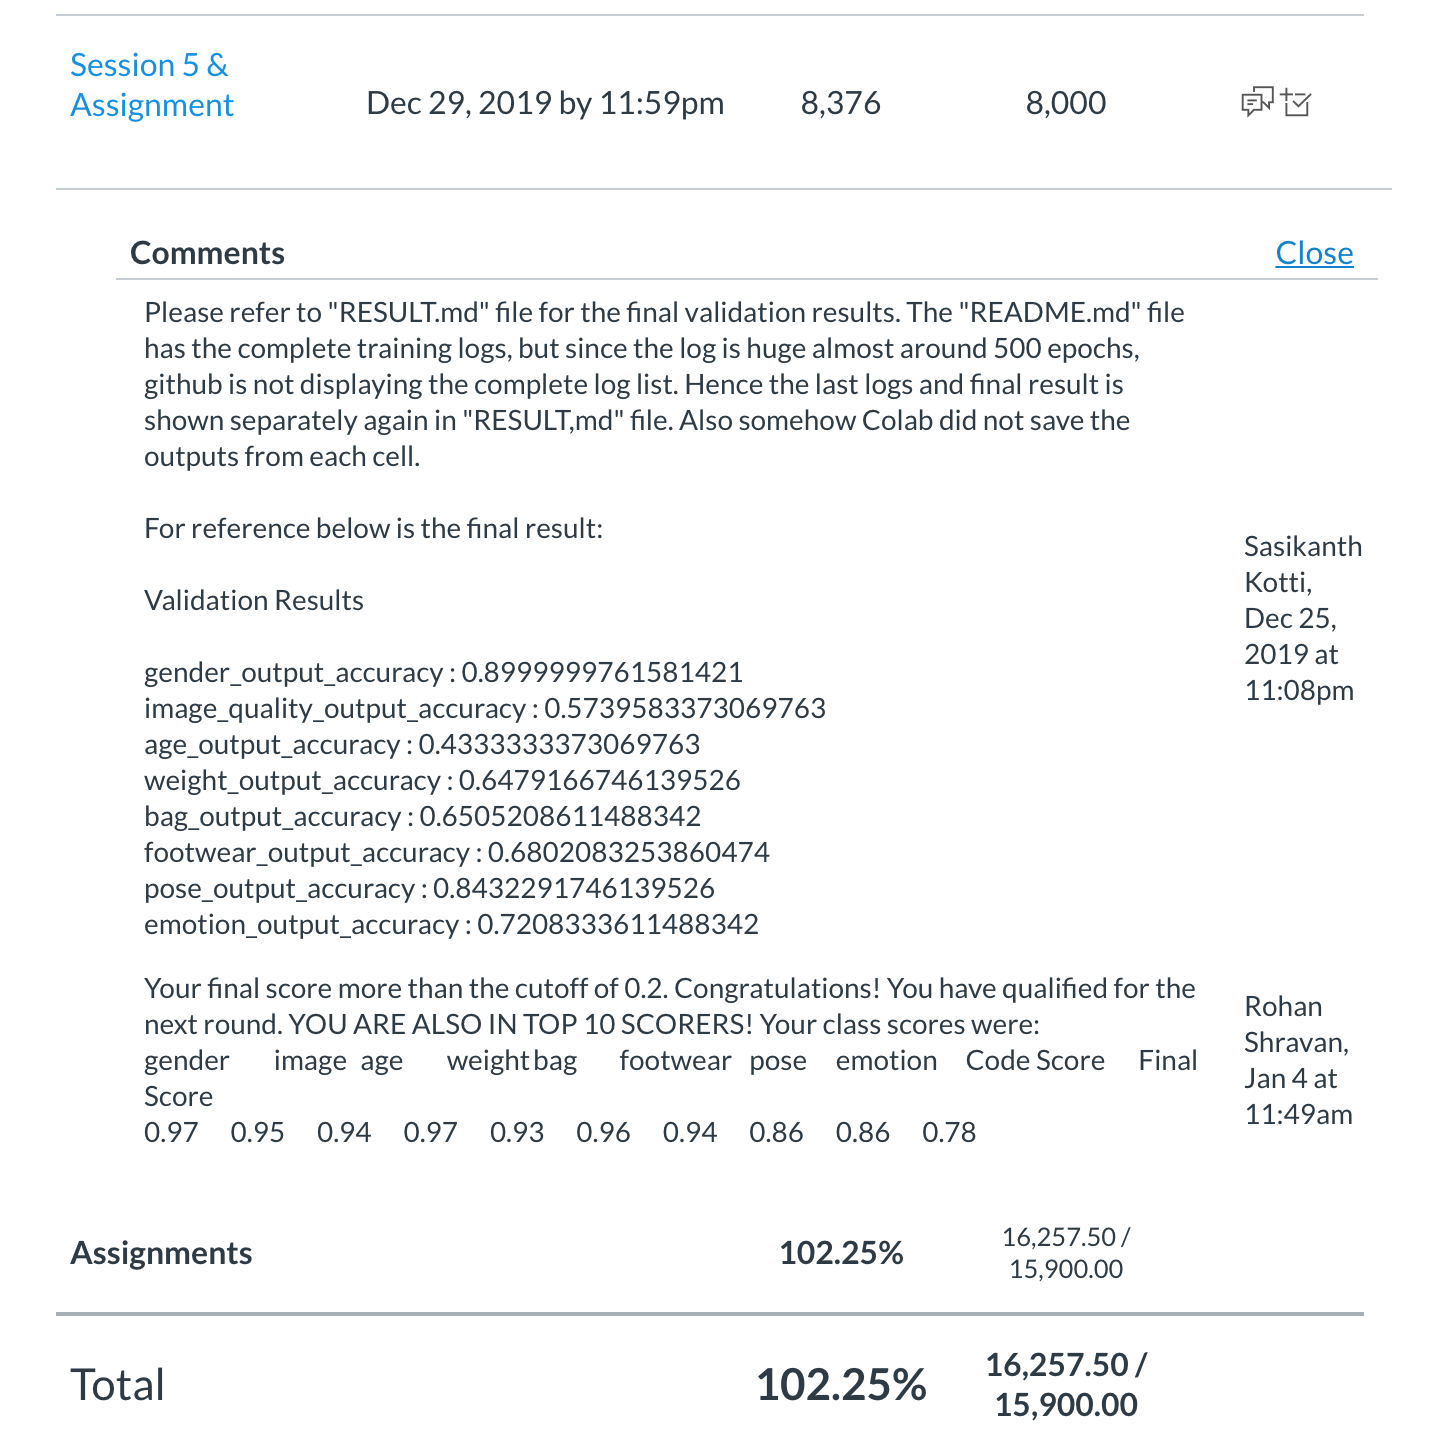 Session 5 &
Assignment
Dec 29, 2019 by 11:59pm 8,376 8,000
Comments Close
Please refer to "RESULT.md" file for the final validation results. The "README.md" file
has the complete training logs, but since the log is huge almost around 500 epochs,
github is not displaying the complete log list. Hence the last logs and final result is
shown separately again in "RESULT,md" file. Also somehow Colab did not save the
outputs from each cell.
For reference below is the final result:
Validation Results
gender_output_accuracy : 0.8999999761581421
image_quality_output_accuracy : 0.5739583373069763
age_output_accuracy : 0.4333333373069763
weight_output_accuracy : 0.6479166746139526
bag_output_accuracy : 0.6505208611488342
footwear_output_accuracy : 0.6802083253860474
pose_output_accuracy : 0.8432291746139526
emotion_output_accuracy : 0.7208333611488342
Sasikanth
Kotti,
Dec 25,
2019 at
11:08pm
Your final score more than the cutoff of 0.2. Congratulations! You have qualified for the
next round. YOU ARE ALSO IN TOP 10 SCORERS! Your class scores were:
gender image age weight bag footwear pose emotion Code Score Final
Score
0.97 0.95 0.94 0.97 0.93 0.96 0.94 0.86 0.86 0.78
Rohan
Shravan,
Jan 4 at
11:49am
Assignments 102.25% 16,257.50 /
15,900.00
Total 102.25% 16,257.50 /
15,900.00